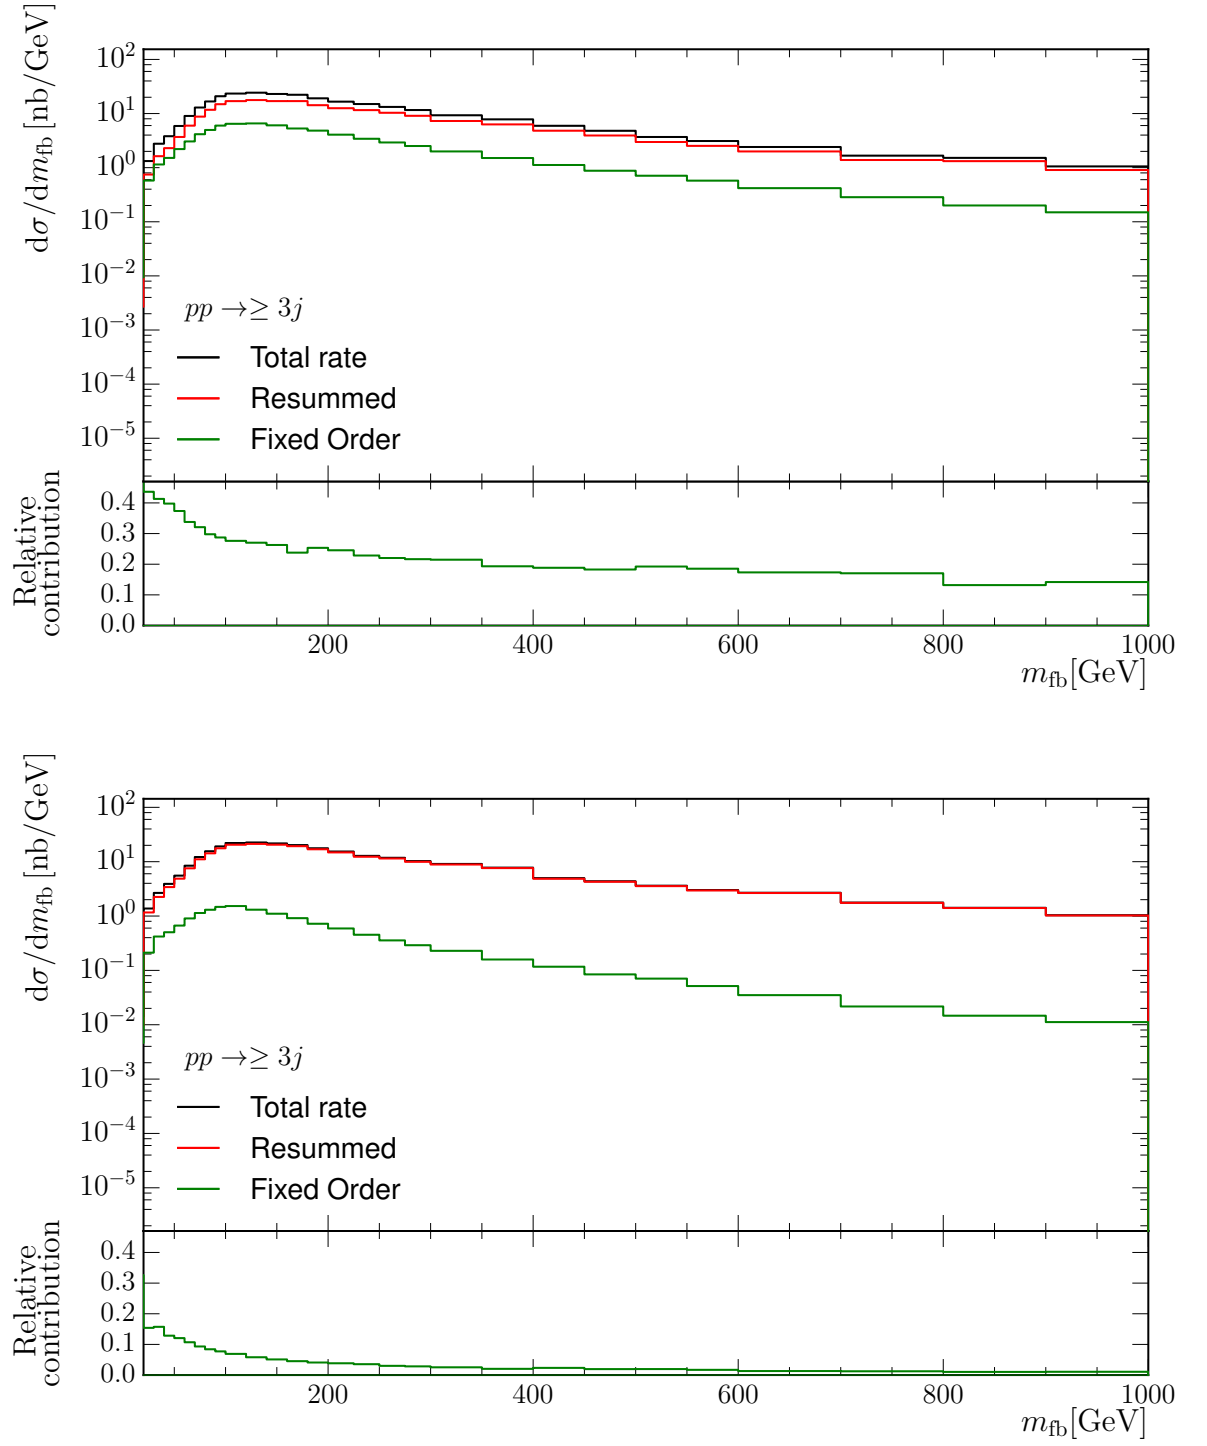 dσ/dm_fb [nb/GeV]
10^2
10^1
10^0
10^−1
10^−2
10^−3
10^−4
10^−5
pp →≥ 3j
Total rate
Resummed
Fixed Order
Relative
contribution
0.4
0.3
0.2
0.1
0.0
200 400 600 800 1000
m_fb[GeV]
dσ/dm_fb [nb/GeV]
10^2
10^1
10^0
10^−1
10^−2
10^−3
10^−4
10^−5
pp →≥ 3j
Total rate
Resummed
Fixed Order
Relative
contribution
0.4
0.3
0.2
0.1
0.0
200 400 600 800 1000
m_fb[GeV]